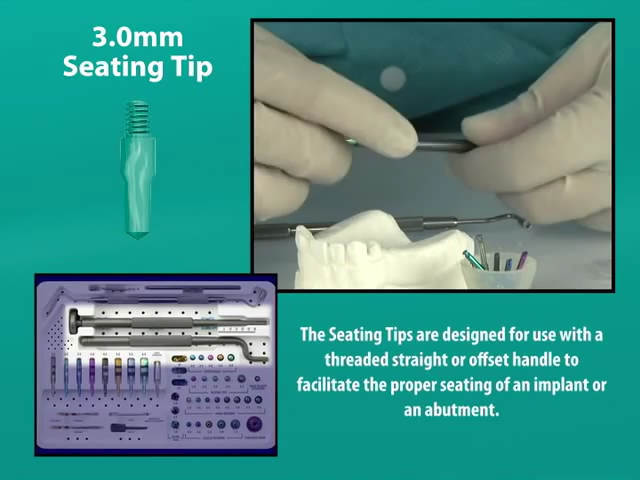 3.0mm
Seating Tip
The Seating Tips are designed for use with a
threaded straight or offset handle to
facilitate the proper seating of an implant or
an abutment.